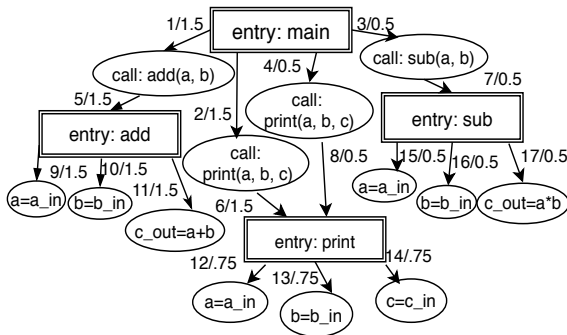 1/1.5
entry: main
3/0.5
call: add(a, b)
4/0.5
call: sub(a, b)
5/1.5
2/1.5
call:
print(a, b, c)
7/0.5
entry: add
entry: sub
9/1.5
10/1.5
11/1.5
call:
print(a, b, c)
8/0.5
15/0.5
16/0.5
17/0.5
a=a_in
b=b_in
a=a_in
b=b_in
c_out=a*b
6/1.5
c_out=a+b
entry: print
12/.75
13/.75
14/.75
a=a_in
b=b_in
c=c_in